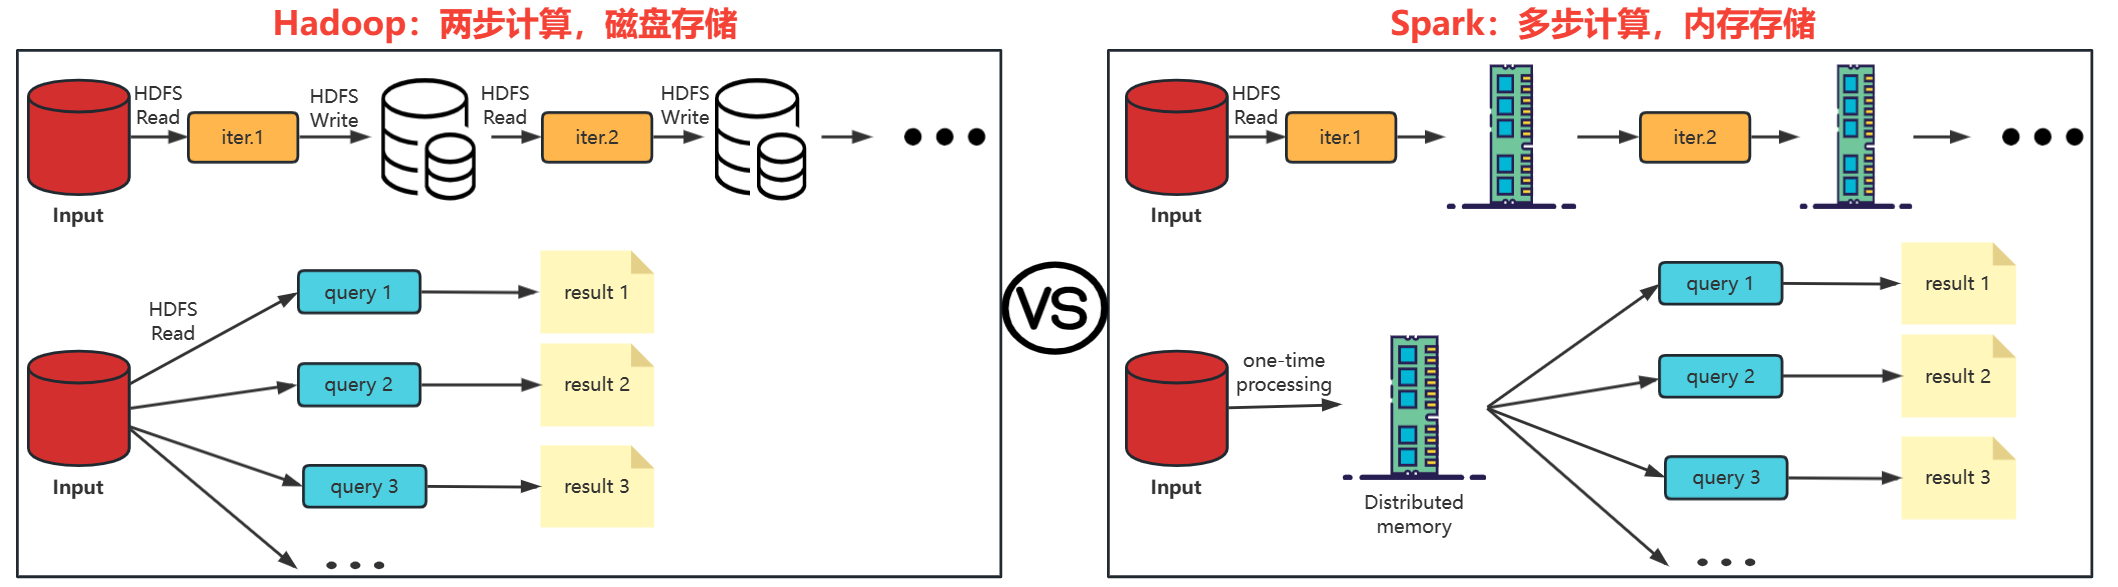 Hadoop：两步计算，磁盘存储
HDFS
Read
iter.1
HDFS
Write
HDFS
Read
iter.2
HDFS
Write
Input
HDFS
Read
query 1
result 1
query 2
result 2
query 3
result 3
Input
VS
Spark：多步计算，内存存储
HDFS
Read
iter.1
iter.2
Input
one-time
processing
Distributed
memory
query 1
result 1
query 2
result 2
query 3
result 3
Input